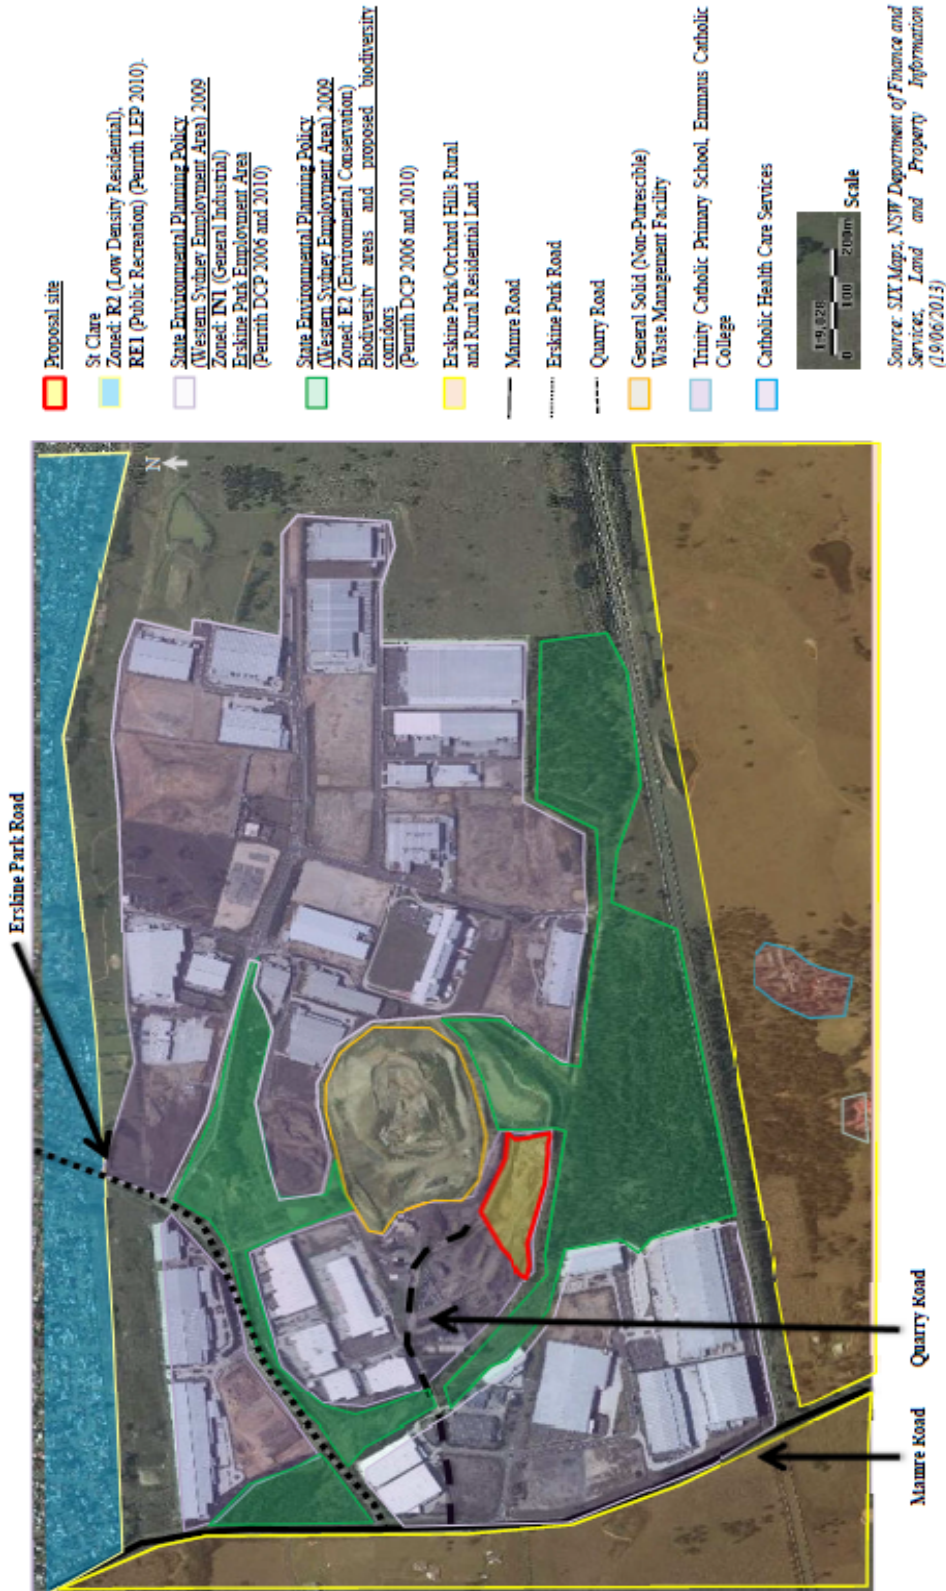 Erskine Park Road
N
Mamre Road
Quarry Road
Proposal site
St Clare
Zoned: R2 (Low Density Residential),
RE1 (Public Recreation) (Penrith LEP 2010).
State Environmental Planning Policy
(Western Sydney Employment Area) 2009
Zoned: IN1 (General Industrial)
Erskine Park Employment Area
(Penrith DCP 2006 and 2010)
State Environmental Planning Policy
(Western Sydney Employment Area) 2009
Zoned: E2 (Environmental Conservation)
Biodiversity areas and proposed biodiversity
corridors
(Penrith DCP 2006 and 2010)
Erskine Park/Orchard Hills Rural
and Rural Residential Land
Mamre Road
Erskine Park Road
Quarry Road
General Solid (Non-Purescible)
Waste Management Facility
Trinity Catholic Primary School, Emmaus Catholic
College
Catholic Health Care Services
1:9,028
0 100 200m
Scale
Source: SIX Maps, NSW Department of Finance and
Services, Land and Property Information
(19/06/2013)